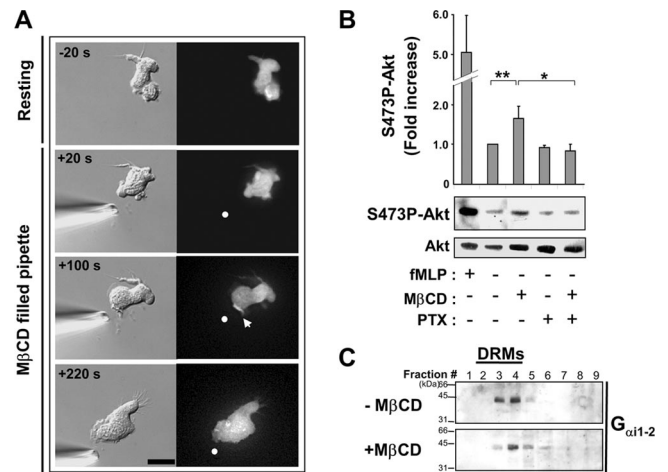 A
Resting
-20 s
MβCD filled pipette
+20 s
+100 s
+220 s
B
S473P-Akt
(Fold increase)
5.0
4.0
2.0
1.0
0
**
*
S473P-Akt
Akt
fMLP : + - - - -
MβCD : - - + - +
PTX : - - - + +
C
DRMs
Fraction # 1 2 3 4 5 6 7 8 9
(kDa)
66
45
31
- MβCD
66
45
31
+MβCD
Gαi1-2